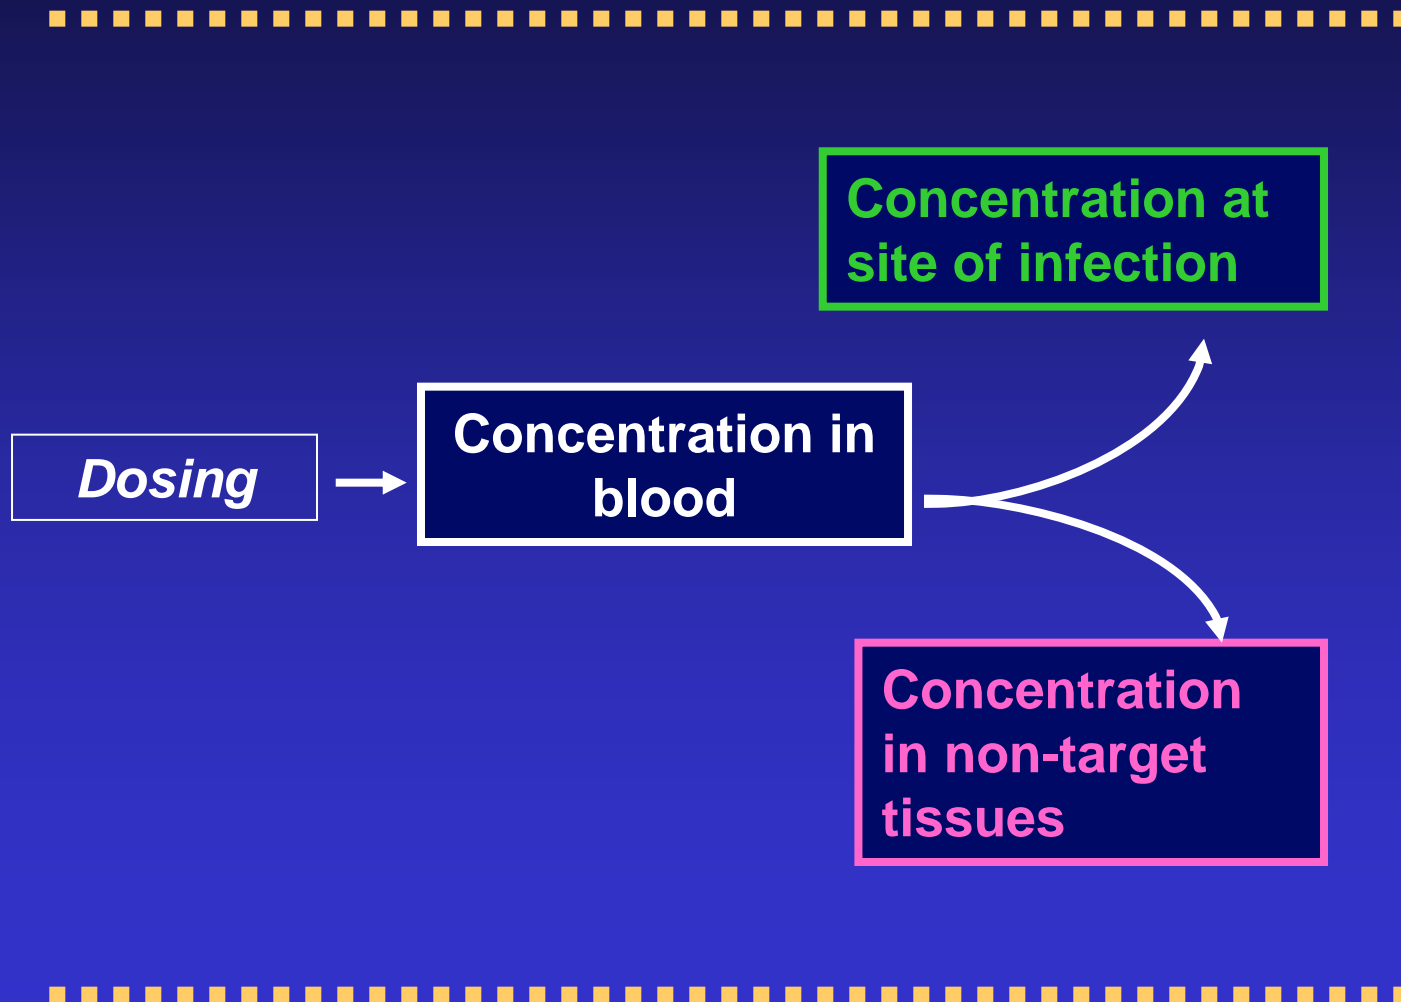 Concentration at
site of infection
Dosing
Concentration in
blood
Concentration
in non-target
tissues